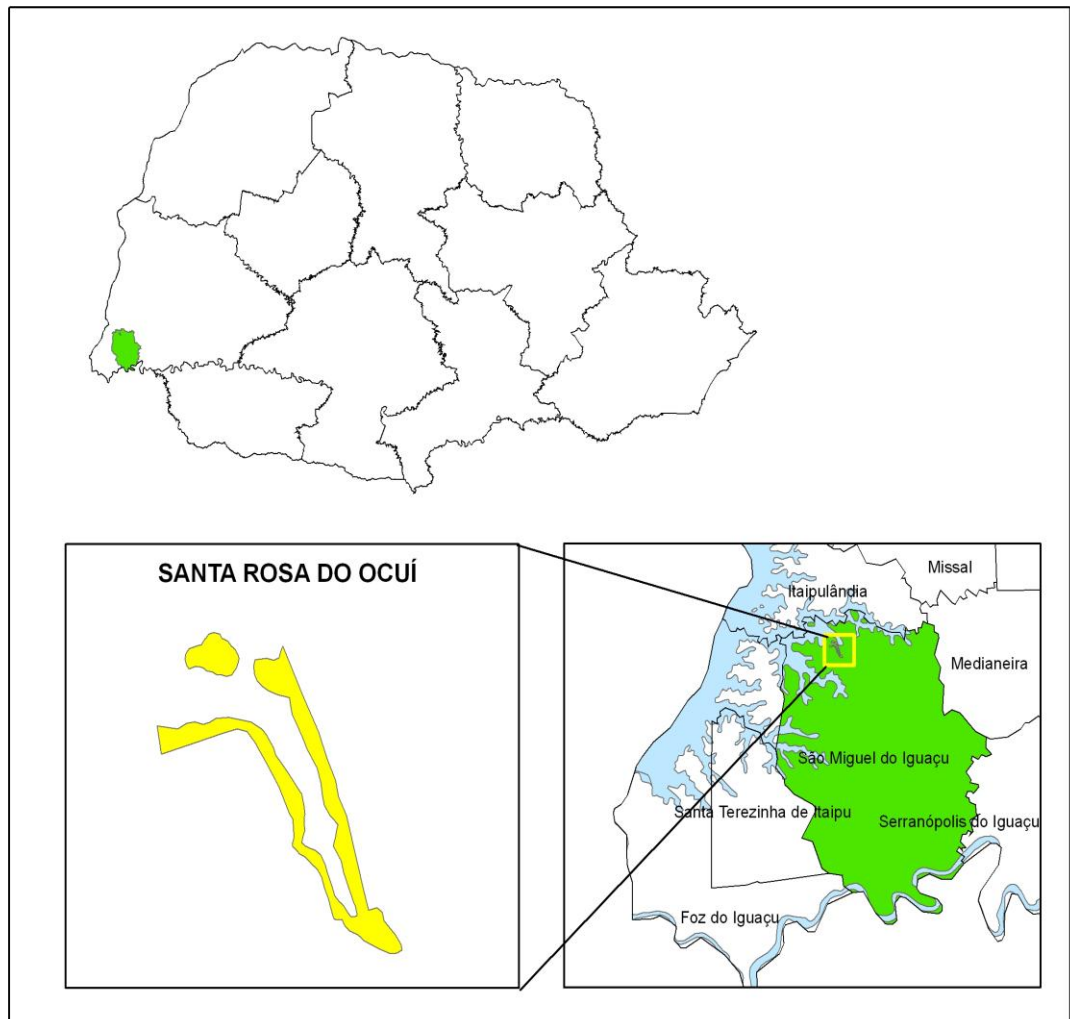 SANTA ROSA DO OCUÍ
Missal
Itaipulândia
Medianeira
São Miguel do Iguaçu
Santa Terezinha de Itaipu
Serranópolis do Iguaçu
Foz do Iguaçu